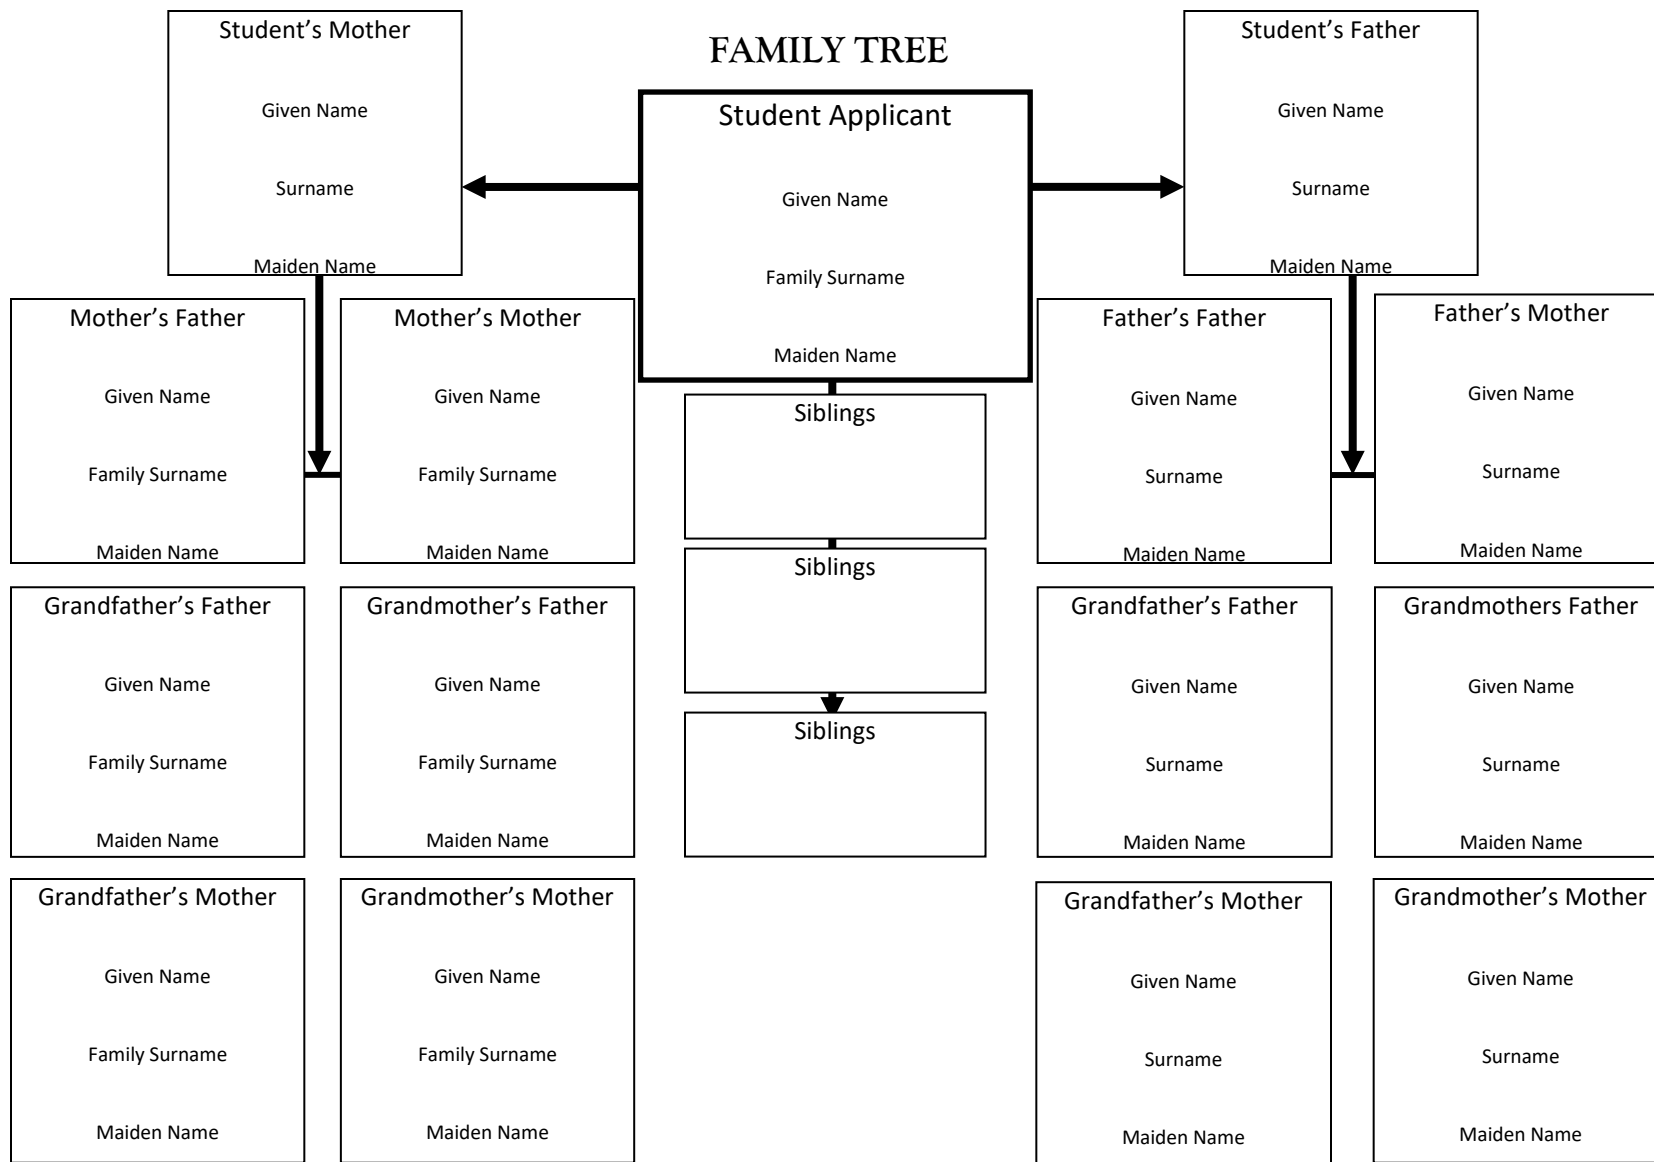 FAMILY TREE
Student's Mother
Given Name
Surname
Maiden Name
Student Applicant
Given Name
Family Surname
Maiden Name
Student's Father
Given Name
Surname
Maiden Name
Mother's Father
Given Name
Family Surname
Maiden Name
Mother's Mother
Given Name
Family Surname
Maiden Name
Siblings
Siblings
Siblings
Father's Father
Given Name
Surname
Maiden Name
Father's Mother
Given Name
Surname
Maiden Name
Grandfather's Father
Given Name
Family Surname
Maiden Name
Grandmother's Father
Given Name
Family Surname
Maiden Name
Grandfather's Father
Given Name
Surname
Maiden Name
Grandmothers Father
Given Name
Surname
Maiden Name
Grandfather's Mother
Given Name
Family Surname
Maiden Name
Grandmother's Mother
Given Name
Family Surname
Maiden Name
Grandfather's Mother
Given Name
Surname
Maiden Name
Grandmother's Mother
Given Name
Surname
Maiden Name